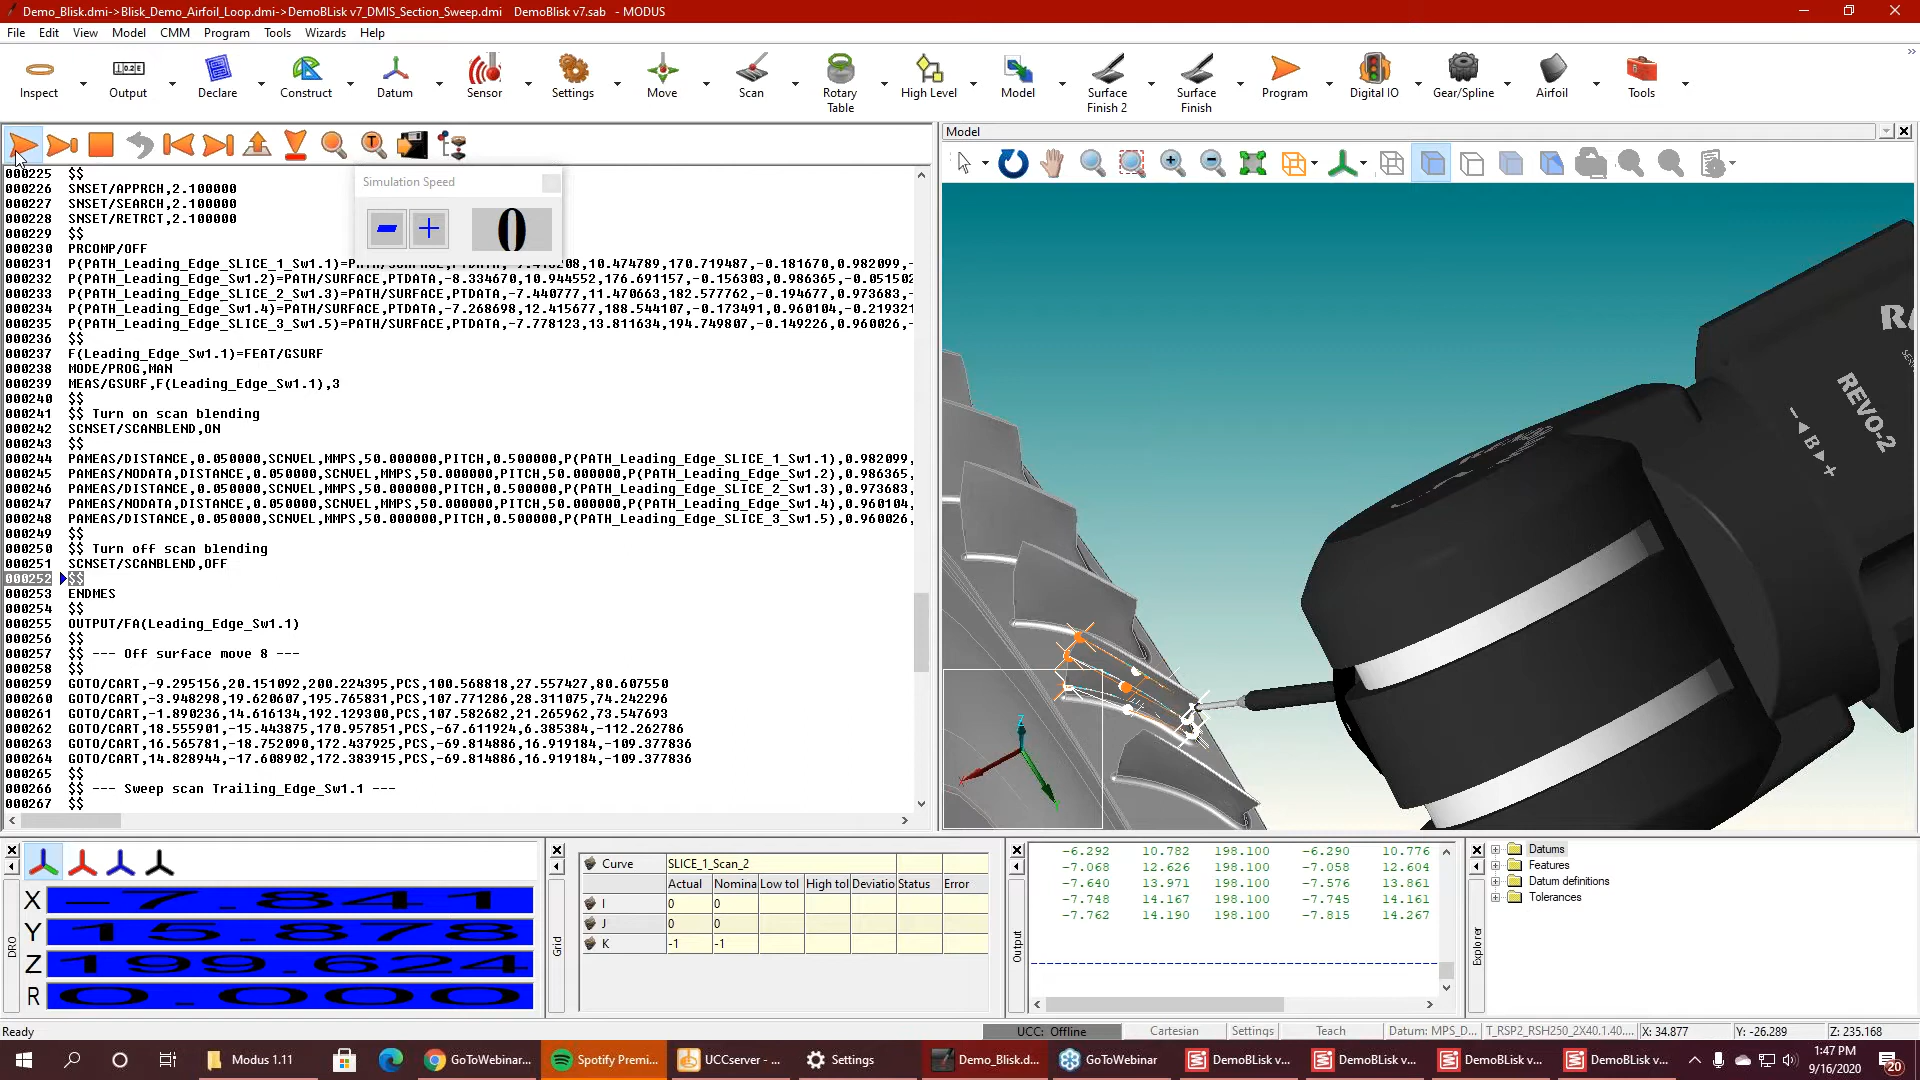 Demo_Blisk.dmi->Blisk_Demo_Airfoil_Loop.dmi->DemoBLisk v7_DMIS_Section_Sweep.dmi DemoBlisk v7.sab - MODUS
File Edit View Model CMM Program Tools Wizards Help
Inspect Output Declare Construct Datum Sensor Settings Move Scan Rotary Table High Level Model Surface Finish 2 Surface Finish Program Digital IO Gear/Spline Airfoil Tools
Simulation Speed
0
Model
000225 $$
000226 SNSET/APPRCH,2.100000
000227 SNSET/SEARCH,2.100000
000228 SNSET/RETRCT,2.100000
000229 $$
000230 PRCOMP/OFF
000231 P(PATH_Leading_Edge_SLICE_1_Sw1.1)=PATH/SURFACE,PTDATA,-7.416208,10.474789,170.719487,-0.181670,0.982099,-
000232 P(PATH_Leading_Edge_Sw1.2)=PATH/SURFACE,PTDATA,-8.334670,10.944552,176.691157,-0.156303,0.986365,-0.051502
000233 P(PATH_Leading_Edge_SLICE_2_Sw1.3)=PATH/SURFACE,PTDATA,-7.440777,11.470663,182.577762,-0.194677,0.973683,-
000234 P(PATH_Leading_Edge_Sw1.4)=PATH/SURFACE,PTDATA,-7.268698,12.415677,188.544107,-0.173491,0.960104,-0.219321
000235 P(PATH_Leading_Edge_SLICE_3_Sw1.5)=PATH/SURFACE,PTDATA,-7.778123,13.811634,194.749807,-0.149226,0.960026,-
000236 $$
000237 F(Leading_Edge_Sw1.1)=FEAT/GSURF
000238 MODE/PROG,MAN
000239 MEAS/GSURF,F(Leading_Edge_Sw1.1),3
000240 $$
000241 $$ Turn on scan blending
000242 SCNSET/SCANBLEND,ON
000243 $$
000244 PAMEAS/DISTANCE,0.050000,SCNVEL,MMPS,50.000000,PITCH,0.500000,P(PATH_Leading_Edge_SLICE_1_Sw1.1),0.982099,
000245 PAMEAS/NODATA,DISTANCE,0.050000,SCNVEL,MMPS,50.000000,PITCH,50.000000,P(PATH_Leading_Edge_Sw1.2),0.986365,
000246 PAMEAS/DISTANCE,0.050000,SCNVEL,MMPS,50.000000,PITCH,0.500000,P(PATH_Leading_Edge_SLICE_2_Sw1.3),0.973683,
000247 PAMEAS/NODATA,DISTANCE,0.050000,SCNVEL,MMPS,50.000000,PITCH,50.000000,P(PATH_Leading_Edge_Sw1.4),0.960104,
000248 PAMEAS/DISTANCE,0.050000,SCNVEL,MMPS,50.000000,PITCH,0.500000,P(PATH_Leading_Edge_SLICE_3_Sw1.5),0.960026,
000249 $$
000250 $$ Turn off scan blending
000251 SCNSET/SCANBLEND,OFF
000252 $$
000253 ENDMES
000254 $$
000255 OUTPUT/FA(Leading_Edge_Sw1.1)
000256 $$
000257 $$ --- Off surface move 8 ---
000258 $$
000259 GOTO/CART,-9.295156,20.151092,200.224395,PCS,100.568818,27.557427,80.607550
000260 GOTO/CART,-3.948298,19.620607,195.765831,PCS,107.771286,28.311075,74.242296
000261 GOTO/CART,-1.890236,14.616134,192.129300,PCS,107.582682,21.265962,73.547693
000262 GOTO/CART,18.555901,-15.443875,170.957851,PCS,-67.611924,6.385384,-112.262786
000263 GOTO/CART,16.565781,-18.752090,172.437925,PCS,-69.814886,16.919184,-109.377836
000264 GOTO/CART,14.828944,-17.608902,172.383915,PCS,-69.814886,16.919184,-109.377836
000265 $$
000266 $$ --- Sweep scan Trailing_Edge_Sw1.1 ---
000267 $$
REVO-2
B
Z
X
Y
DRO
X -7.841
Y 15.878
Z 199.624
R 0.000
Grid
Curve SLICE_1_Scan_2
Actual Nomina Low tol High tol Deviatio Status Error
I 0 0
J 0 0
K -1 -1
Output
-6.292 10.782 198.100 -6.290 10.776
-7.068 12.626 198.100 -7.058 12.604
-7.640 13.971 198.100 -7.576 13.861
-7.748 14.167 198.100 -7.745 14.161
-7.762 14.190 198.100 -7.815 14.267
Explorer
Datums
Features
Datum definitions
Tolerances
Ready UCC: Offline Cartesian Settings Teach Datum: MPS_D... T_RSP2_RSH250_2X40.1.40.... X: 34.877 Y: -26.289 Z: 235.168
Modus 1.11 GoToWebinar... Spotify Premi... UCCserver - ... Settings Demo_Blisk.d... GoToWebinar DemoBLisk v... DemoBLisk v... DemoBLisk v... DemoBLisk v...
1:47 PM
9/16/2020
20